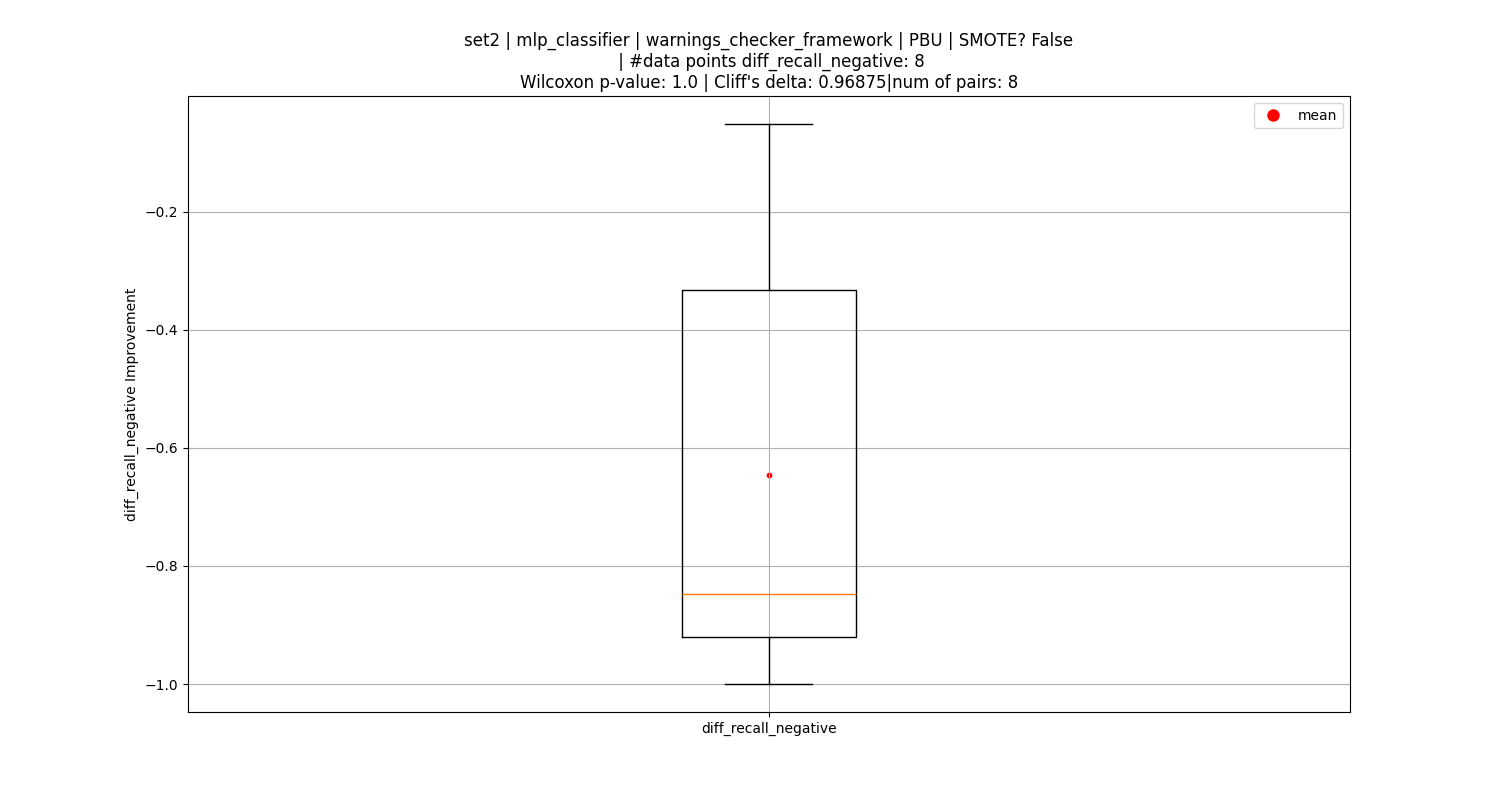 set2 | mlp_classifier | warnings_checker_framework | PBU | SMOTE? False
| #data points diff_recall_negative: 8
Wilcoxon p-value: 1.0 | Cliff's delta: 0.96875|num of pairs: 8
mean
−0.2
−0.4
−0.6
−0.8
−1.0
diff_recall_negative Improvement
diff_recall_negative